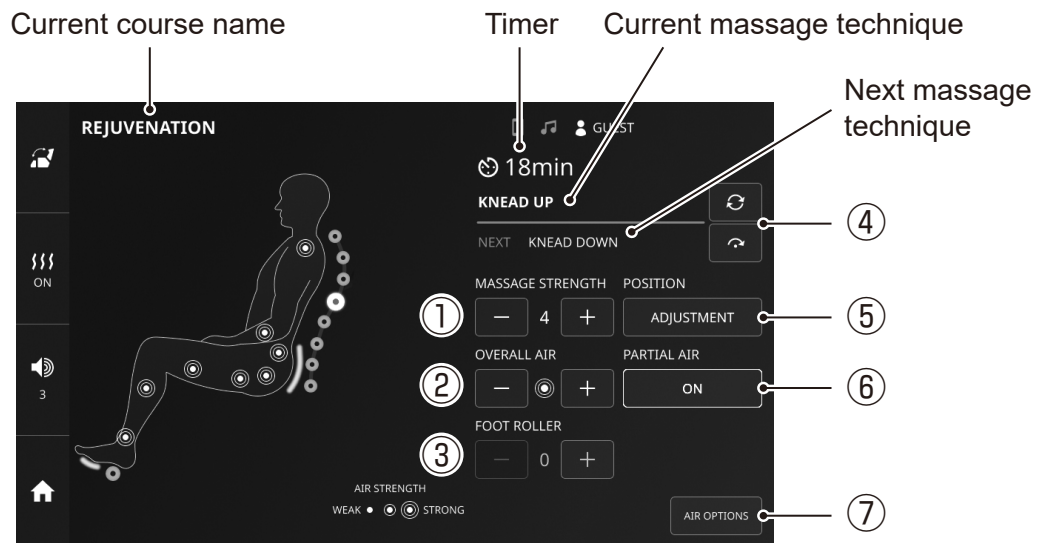 Current course name
Timer
Current massage technique
Next massage
technique
REJUVENATION
GUEST
18min
KNEAD UP
④
NEXT KNEAD DOWN
ON
MASSAGE STRENGTH POSITION
① − 4 + ADJUSTMENT ⑤
OVERALL AIR PARTIAL AIR
② − + ON ⑥
3
FOOT ROLLER
③ − 0 +
AIR STRENGTH
WEAK STRONG
AIR OPTIONS ⑦